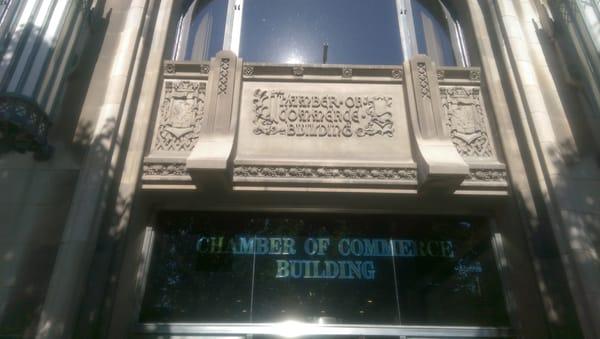 CHAMBER·OF
COMMERCE
BUILDING
CHAMBER OF COMMERCE
BUILDING